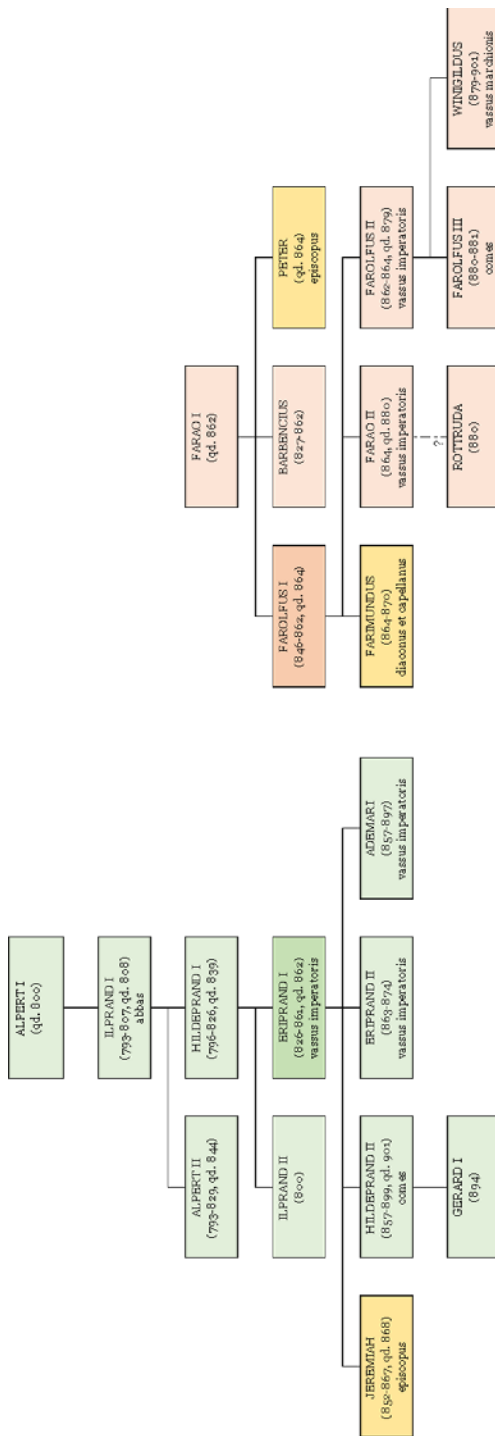 ALPERT I
(qd. 800)
ILPRAND I
(793-807, qd. 808)
abbas
ALPERT II
(793-829, qd. 844)
HILDEPRAND I
(796-826, qd. 839)
ILPRAND II
(800)
ERIPRAND I
(826-861, qd. 862)
vassus imperatoris
JEREMIAH
(852-867, qd. 868)
episcopus
HILDEPRAND II
(857-899, qd. 901)
comes
ERIPRAND II
(863-874)
vassus imperatoris
ADEMARI
(857-897)
vassus imperatoris
GERARD I
(894)
FARAO I
(qd. 862)
FAROLFUS I
(846-862, qd. 864)
BARBENCIUS
(827-862)
PETER
(qd. 864)
episcopus
FARIMUNDUS
(864-870)
diaconus et capellanus
FARAO II
(864, qd. 880)
vassus imperatoris
FAROLFUS II
(862-864, qd. 879)
vassus imperatoris
?
ROTTRUDA
(880)
FAROLFUS III
(880-881)
comes
WINIGILDUS
(879-901)
vassus marchionis